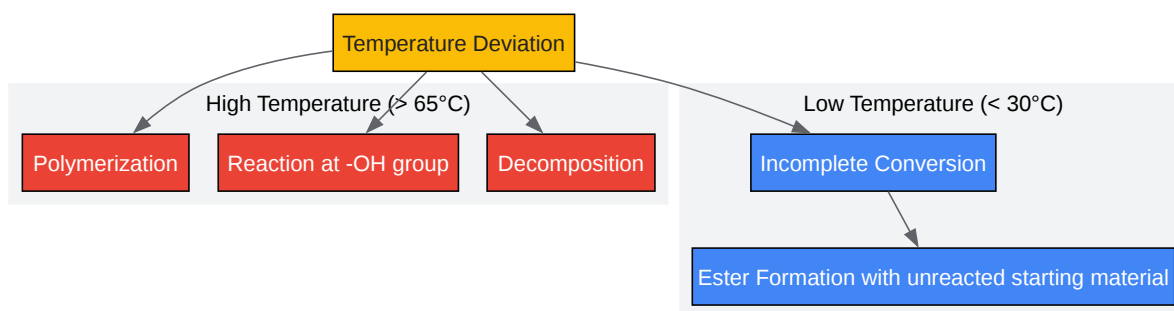 Temperature Deviation
High Temperature (> 65°C)
Low Temperature (< 30°C)
Polymerization
Reaction at -OH group
Decomposition
Incomplete Conversion
Ester Formation with unreacted starting material